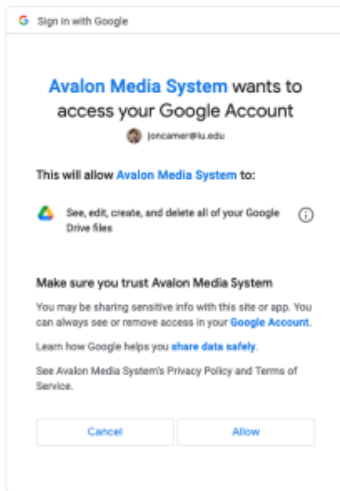 Sign in with Google
Avalon Media System wants to
access your Google Account
joncamer@iu.edu
This will allow Avalon Media System to:
See, edit, create, and delete all of your Google
Drive files
Make sure you trust Avalon Media System
You may be sharing sensitive info with this site or app. You
can always see or remove access in your Google Account.
Learn how Google helps you share data safely.
See Avalon Media System's Privacy Policy and Terms of
Service.
Cancel
Allow